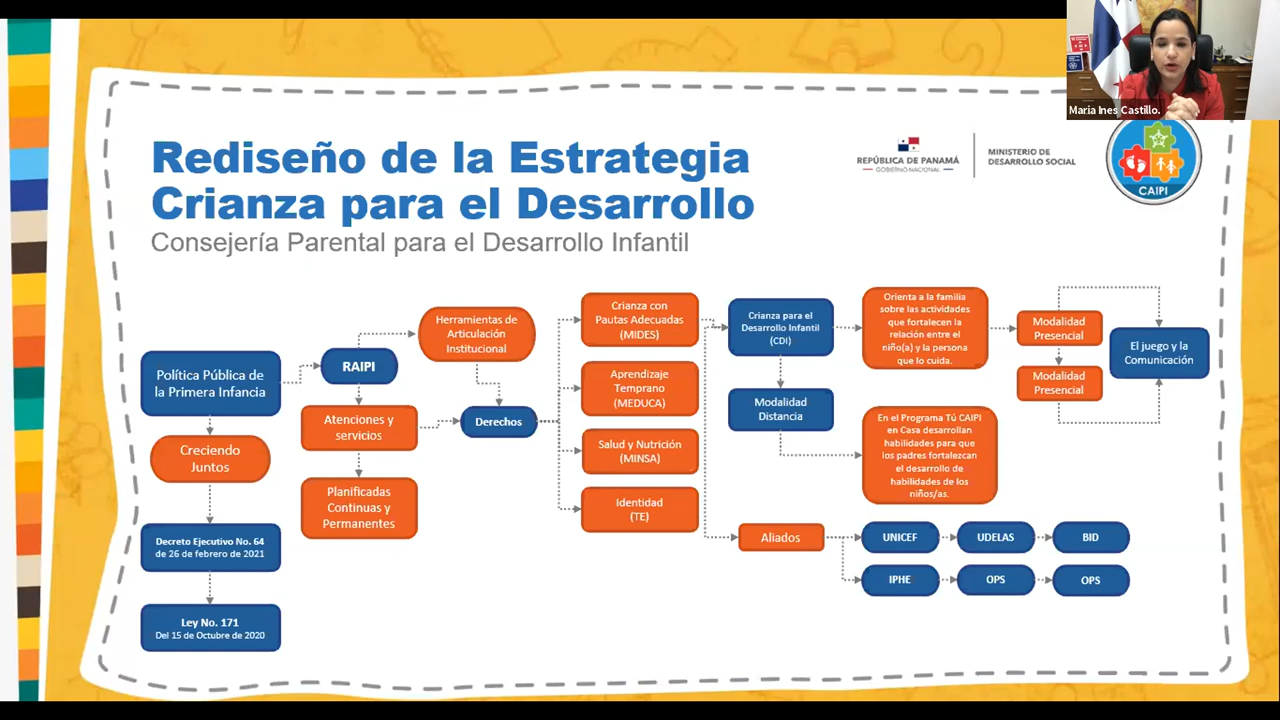 Maria Ines Castillo.
Rediseño de la Estrategia
Crianza para el Desarrollo
Consejería Parental para el Desarrollo Infantil
REPÚBLICA DE PANAMÁ
GOBIERNO NACIONAL
MINISTERIO DE
DESARROLLO SOCIAL
CAIPI
Política Pública de
la Primera Infancia
Creciendo
Juntos
Decreto Ejecutivo No. 64
de 26 de febrero de 2021
Ley No. 171
Del 15 de Octubre de 2020
RAIPI
Atenciones y
servicios
Planificadas
Continuas y
Permanentes
Herramientas de
Articulación
Institucional
Derechos
Crianza con
Pautas Adecuadas
(MIDES)
Aprendizaje
Temprano
(MEDUCA)
Salud y Nutrición
(MINSA)
Identidad
(TE)
Crianza para el
Desarrollo Infantil
(CDI)
Modalidad
Distancia
Orienta a la familia
sobre las actividades
que fortalecen la
relación entre el
niño(a) y la persona
que lo cuida.
En el Programa Tú CAIPI
en Casa desarrollan
habilidades para que
los padres fortalezcan
el desarrollo de
habilidades de los
niños/as.
Modalidad
Presencial
Modalidad
Presencial
El juego y la
Comunicación
Aliados
UNICEF
UDELAS
BID
IPHE
OPS
OPS